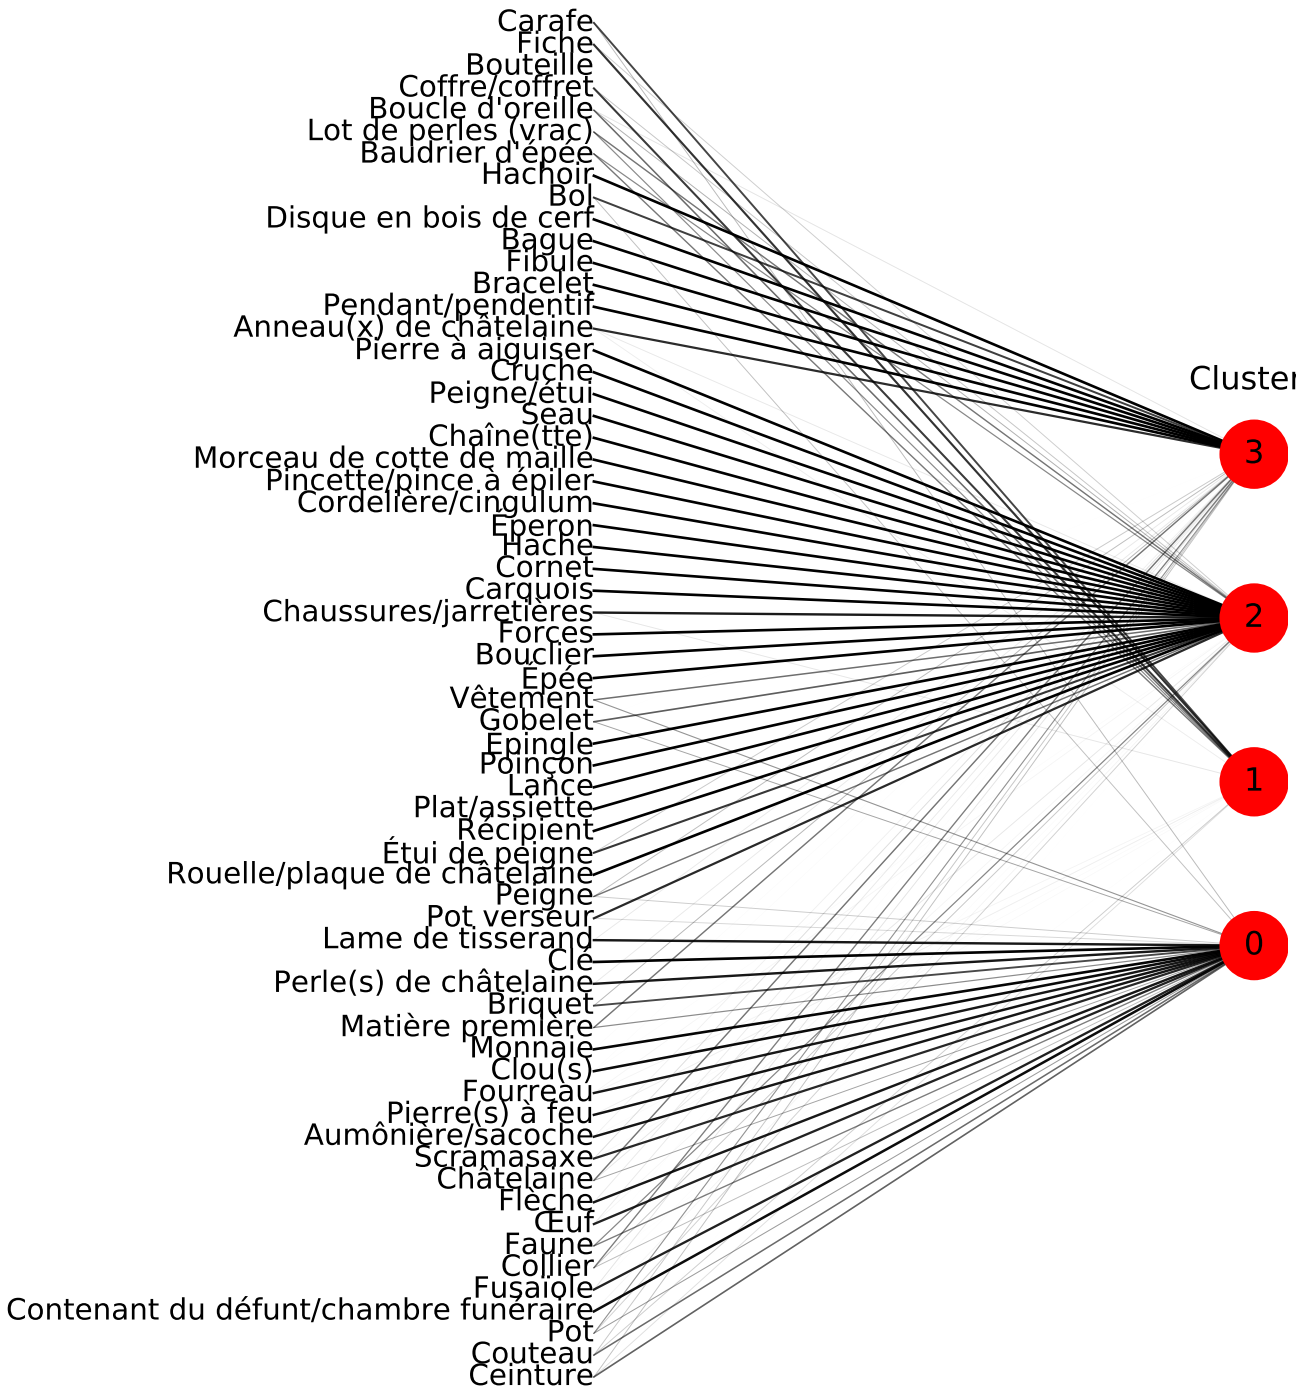 Carafe
Fiche
Bouteille
Coffre/coffret
Boucle d'oreille
Lot de perles (vrac)
Baudrier d'épée
Hachoir
Bol
Disque en bois de cerf
Bague
Fibule
Bracelet
Pendant/pendentif
Anneau(x) de châtelaine
Pierre à aiguiser
Cruche
Cluster
Peigne/étui
Seau
Chaîne(tte)
3
Morceau de cotte de maille
Pincette/pince à épiler
Cordelière/cingulum
Éperon
Hache
Cornet
Carquois
Chaussures/jarretières
2
Forces
Bouclier
Épée
Vêtement
Gobelet
Épingle
Poinçon
1
Lance
Plat/assiette
Récipient
Étui de peigne
Rouelle/plaque de châtelaine
Peigne
Pot verseur
Lame de tisserand
0
Clé
Perle(s) de châtelaine
Briquet
Matière première
Monnaie
Clou(s)
Fourreau
Pierre(s) à feu
Aumônière/sacoche
Scramasaxe
Châtelaine
Flèche
Œuf
Faune
Collier
Fusaïole
Contenant du défunt/chambre funéraire
Pot
Couteau
Ceinture